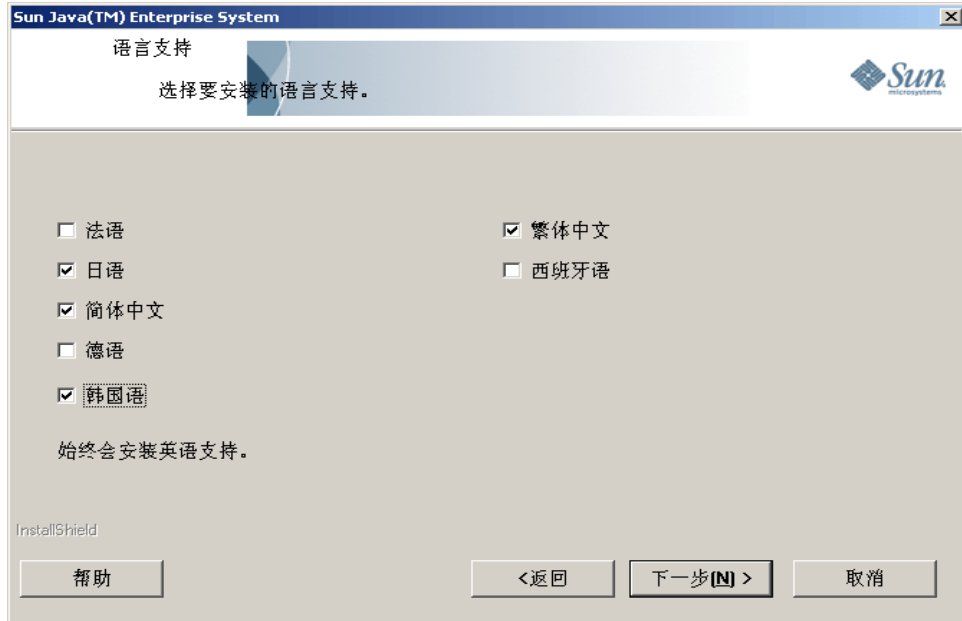 Sun Java(TM) Enterprise System
语言支持
选择要安装的语言支持。
Sun
microsystems
法语
繁体中文
日语
西班牙语
简体中文
德语
韩国语
始终会安装英语支持。
InstallShield
帮助
<返回
下一步(N) >
取消